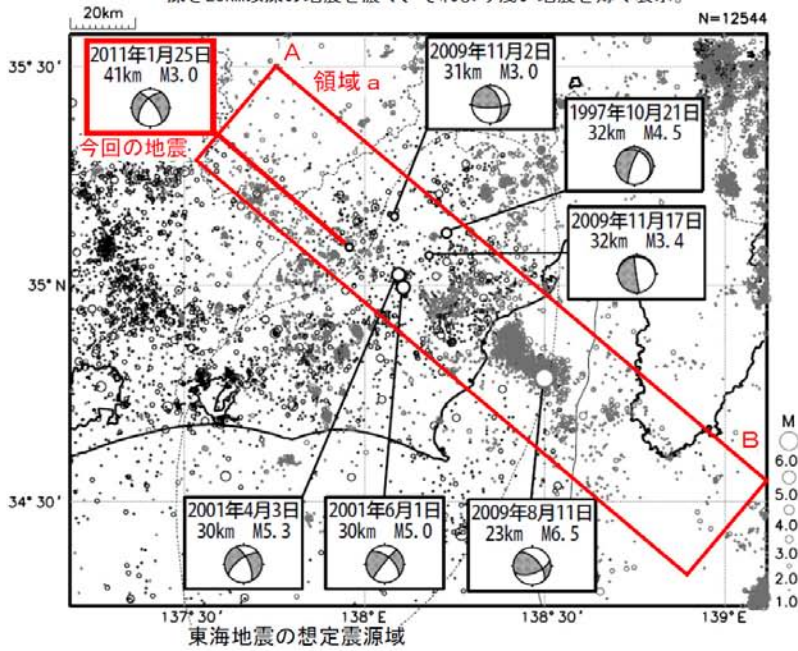 20km
N=12544
35°30′
A
領域a
2011年1月25日
41km M3.0
今回の地震
2009年11月2日
31km M3.0
1997年10月21日
32km M4.5
2009年11月17日
32km M3.4
35°N
B
M
6.0
5.0
4.0
3.0
2.0
1.0
34°30′
2001年4月3日
30km M5.3
2001年6月1日
30km M5.0
2009年8月11日
23km M6.5
137°30′
138°E
138°30′
139°E
東海地震の想定震源域